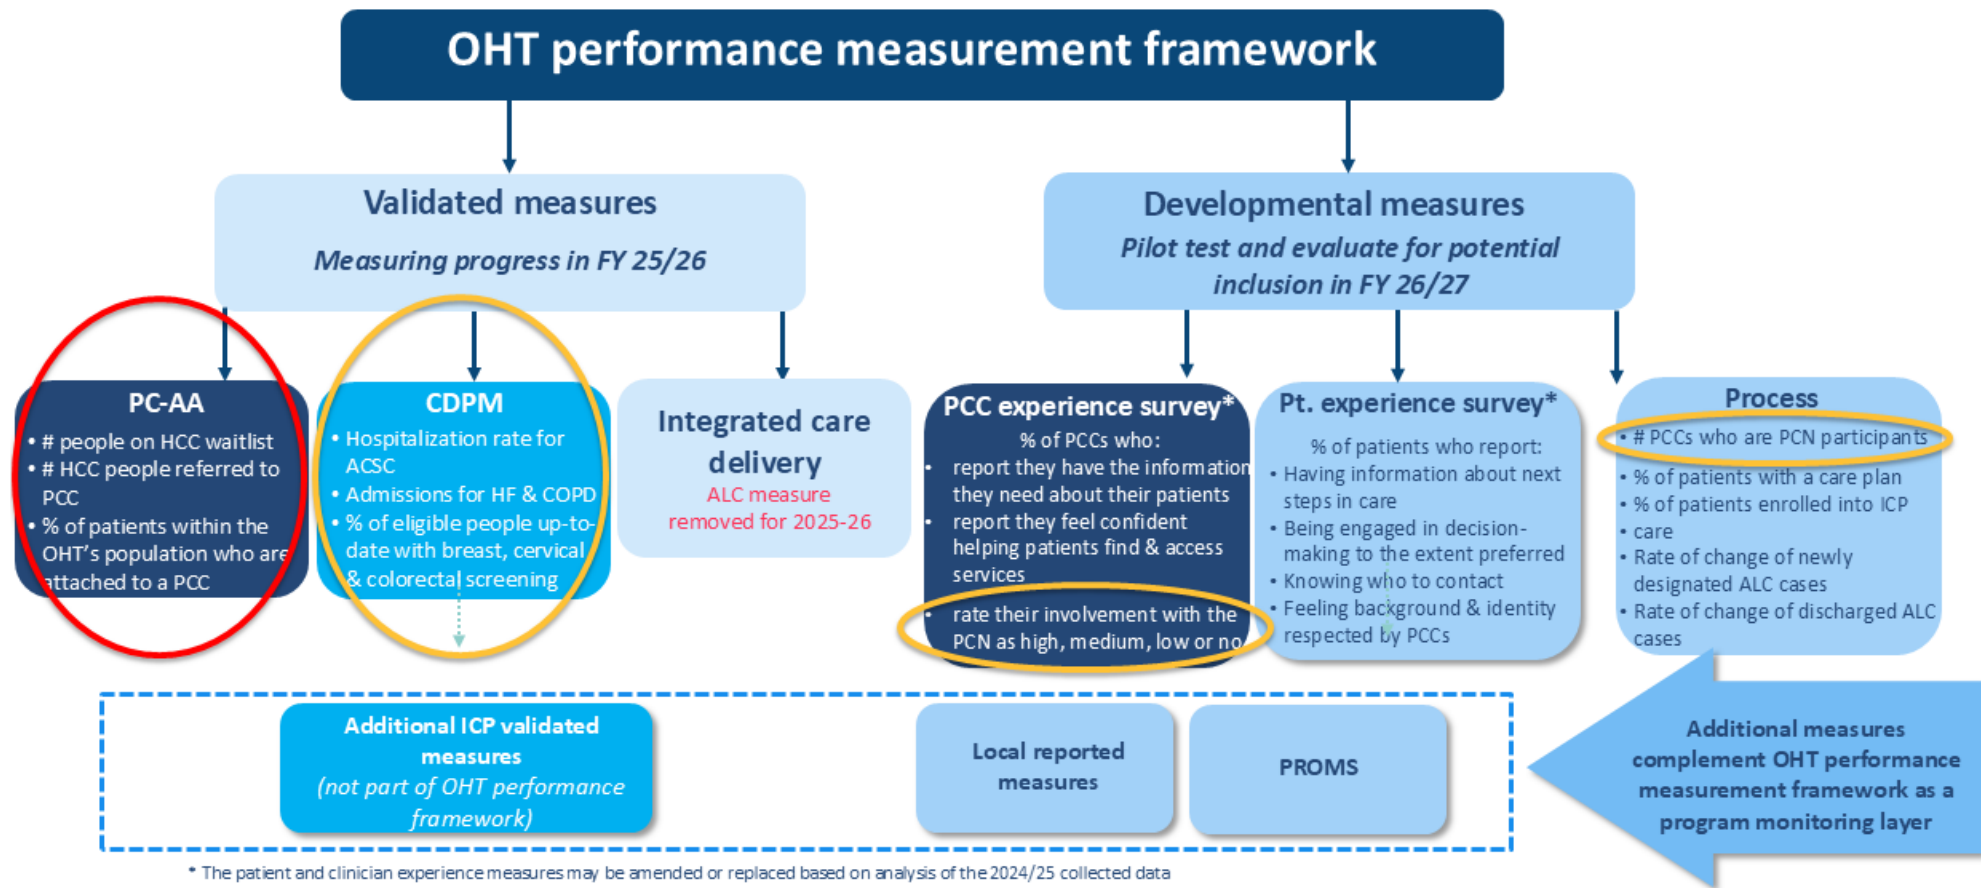 OHT performance measurement framework
Validated measures
Measuring progress in FY 25/26
Developmental measures
Pilot test and evaluate for potential
inclusion in FY 26/27
PC-AA
• # people on HCC waitlist
• # HCC people referred to
PCC
• % of patients within the
OHT's population who are
attached to a PCC
CDPM
• Hospitalization rate for
ACSC
• Admissions for HF & COPD
• % of eligible people up-to-
date with breast, cervical
& colorectal screening
Integrated care
delivery
ALC measure
removed for 2025-26
PCC experience survey*
% of PCCs who:
• report they have the information
they need about their patients
• report they feel confident
helping patients find & access
services
• rate their involvement with the
PCN as high, medium, low or no
Pt. experience survey*
% of patients who report:
• Having information about next
steps in care
• Being engaged in decision-
making to the extent preferred
• Knowing who to contact
• Feeling background & identity
respected by PCCs
Process
• # PCCs who are PCN participants
• % of patients with a care plan
• % of patients enrolled into ICP
• care
• Rate of change of newly
designated ALC cases
• Rate of change of discharged ALC
cases
Additional ICP validated
measures
(not part of OHT performance
framework)
Local reported
measures
PROMS
Additional measures
complement OHT performance
measurement framework as a
program monitoring layer
* The patient and clinician experience measures may be amended or replaced based on analysis of the 2024/25 collected data